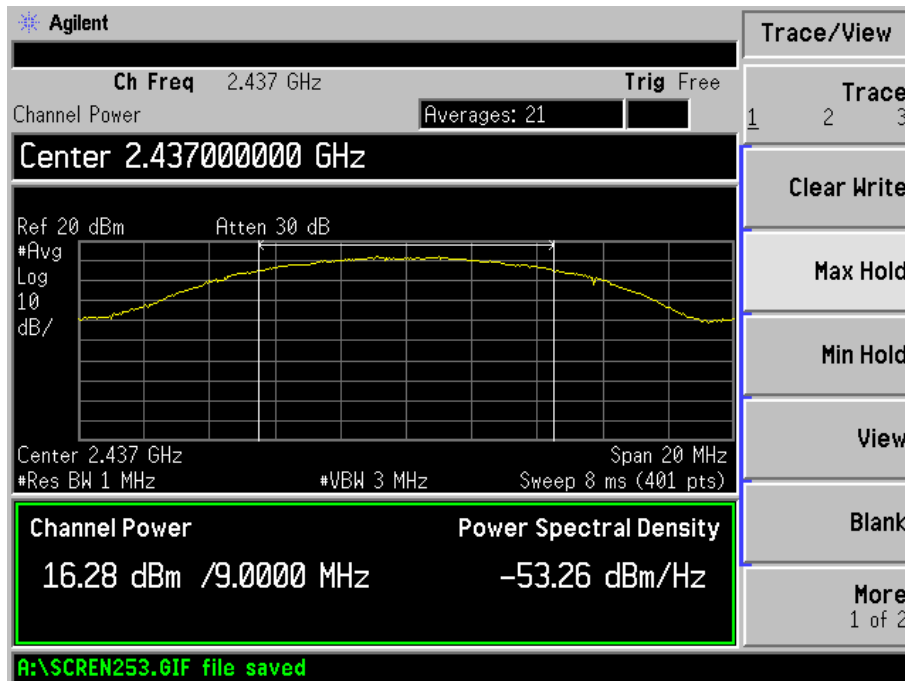 Agilent
Trace/View
Ch Freq 2.437 GHz Trig Free
Channel Power Averages: 21
Trace
1 2 3
Center 2.437000000 GHz
Clear Write
Ref 20 dBm Atten 30 dB
#Avg
Log
10
dB/
Max Hold
Min Hold
View
Center 2.437 GHz Span 20 MHz
#Res BW 1 MHz #VBW 3 MHz Sweep 8 ms (401 pts)
Blank
Channel Power Power Spectral Density
16.28 dBm /9.0000 MHz -53.26 dBm/Hz
More
1 of 2
A:\SCREN253.GIF file saved